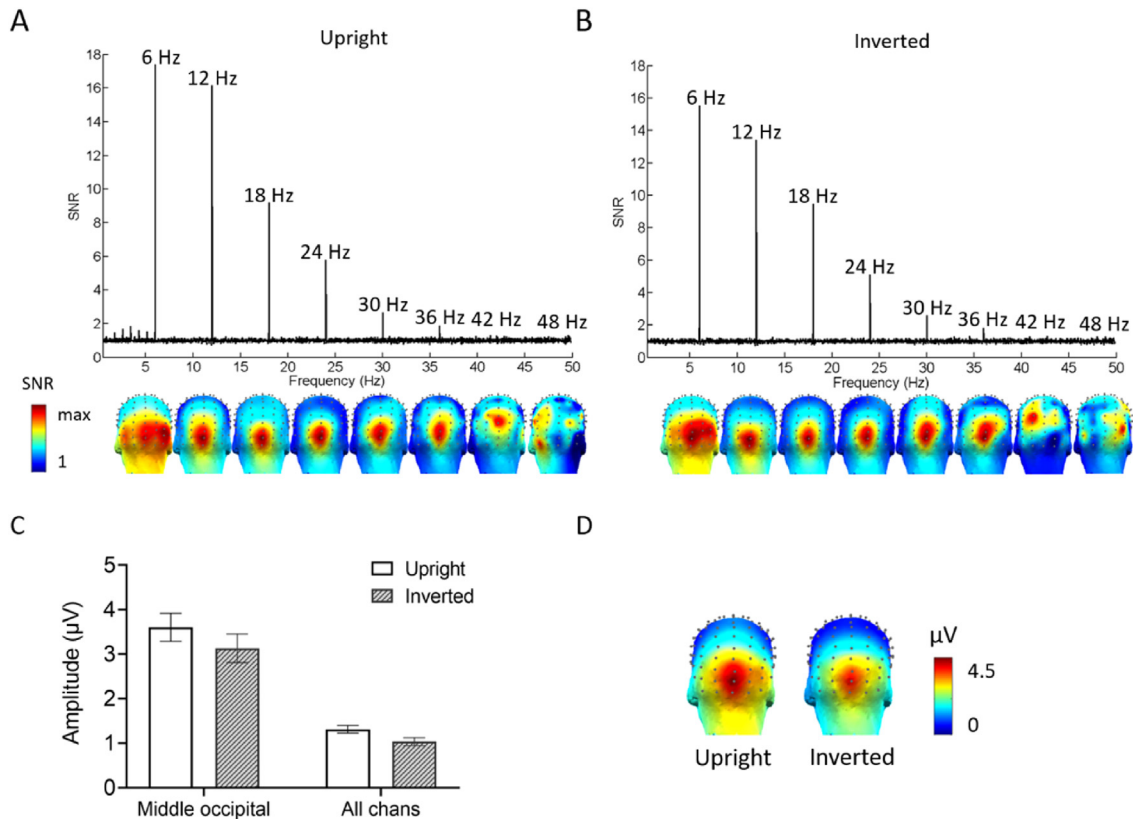 A
Upright
18
16
14
12
10
8
6
4
2
0
SNR
6 Hz
12 Hz
18 Hz
24 Hz
30 Hz
36 Hz
42 Hz
48 Hz
5 10 15 20 25 30 35 40 45 50
Frequency (Hz)
SNR
max
1
B
Inverted
18
16
14
12
10
8
6
4
2
0
SNR
6 Hz
12 Hz
18 Hz
24 Hz
30 Hz
36 Hz
42 Hz
48 Hz
5 10 15 20 25 30 35 40 45 50
Frequency (Hz)
C
5
4
3
2
1
0
Amplitude (µV)
Upright
Inverted
Middle occipital All chans
D
µV
4.5
0
Upright Inverted